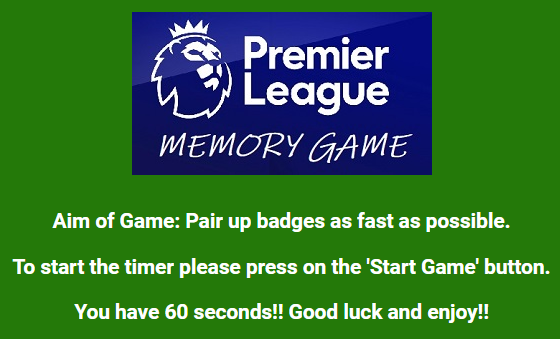 Premier
League
MEMORY GAME
Aim of Game: Pair up badges as fast as possible.
To start the timer please press on the 'Start Game' button.
You have 60 seconds!! Good luck and enjoy!!